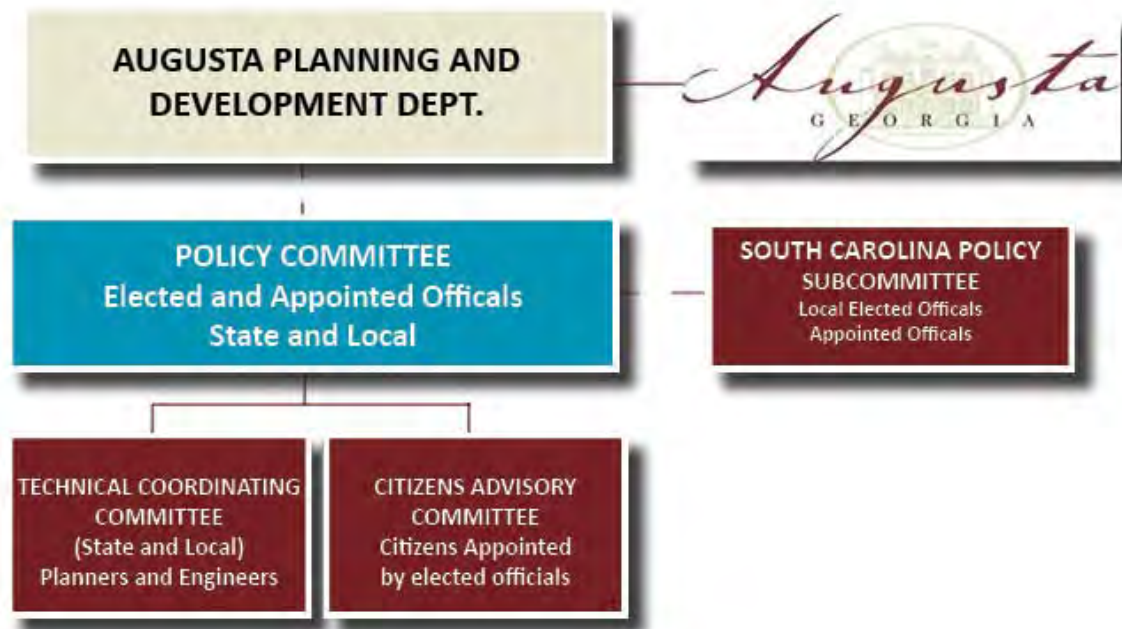 AUGUSTA PLANNING AND
DEVELOPMENT DEPT.
Augusta
GEORGIA
POLICY COMMITTEE
Elected and Appointed Officals
State and Local
SOUTH CAROLINA POLICY
SUBCOMMITTEE
Local Elected Officals
Appointed Officals
TECHNICAL COORDINATING
COMMITTEE
(State and Local)
Planners and Engineers
CITIZENS ADVISORY
COMMITTEE
Citizens Appointed
by elected officials